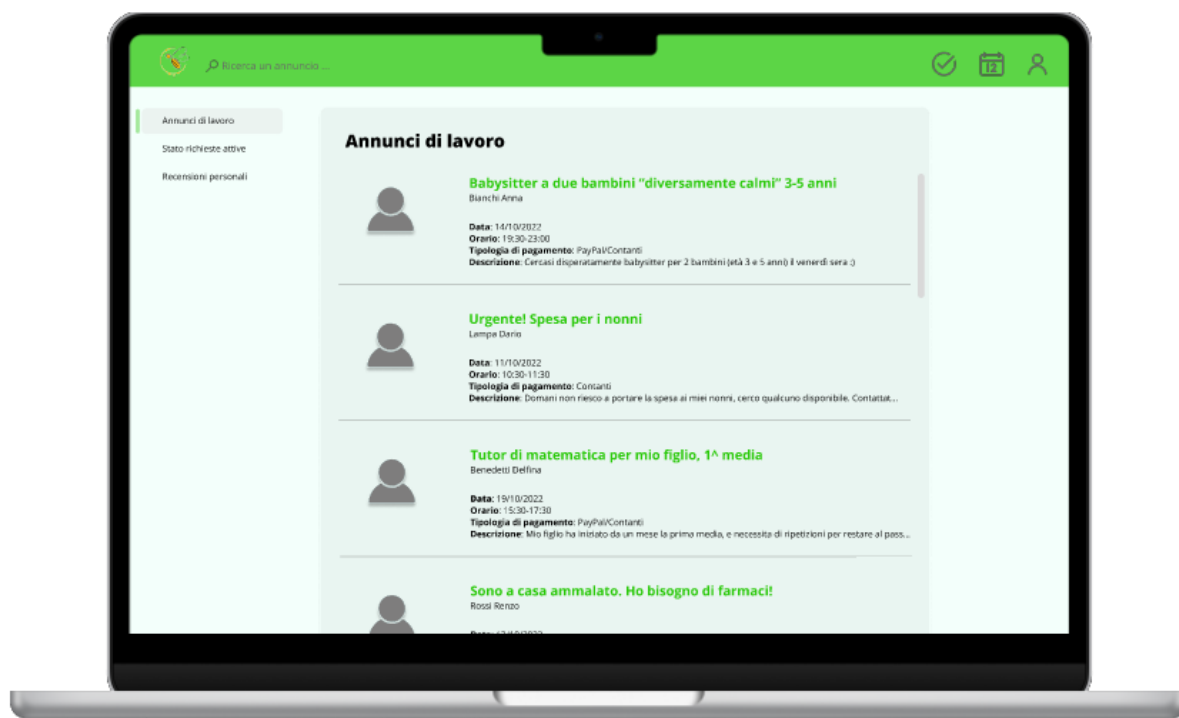 Ricerca un annuncio ...
12
Annunci di lavoro
Stato richieste attive
Recensioni personali
Annunci di lavoro
Babysitter a due bambini "diversamente calmi" 3-5 anni
Bianchi Anna
Data: 14/10/2022
Orario: 19:30-23:00
Tipologia di pagamento: PayPal/Contanti
Descrizione: Cercasi disperatamente babysitter per 2 bambini (età 3 e 5 anni) il venerdì sera :)
Urgente! Spesa per i nonni
Lampa Dario
Data: 11/10/2022
Orario: 10:30-11:30
Tipologia di pagamento: Contanti
Descrizione: Domani non riesco a portare la spesa ai miei nonni, cerco qualcuno disponibile. Contattat...
Tutor di matematica per mio figlio, 1^ media
Benedetti Delfina
Data: 19/10/2022
Orario: 15:30-17:30
Tipologia di pagamento: PayPal/Contanti
Descrizione: Mio figlio ha iniziato da un mese la prima media, e necessita di ripetizioni per restare al pass...
Sono a casa ammalato. Ho bisogno di farmaci!
Rossi Renzo